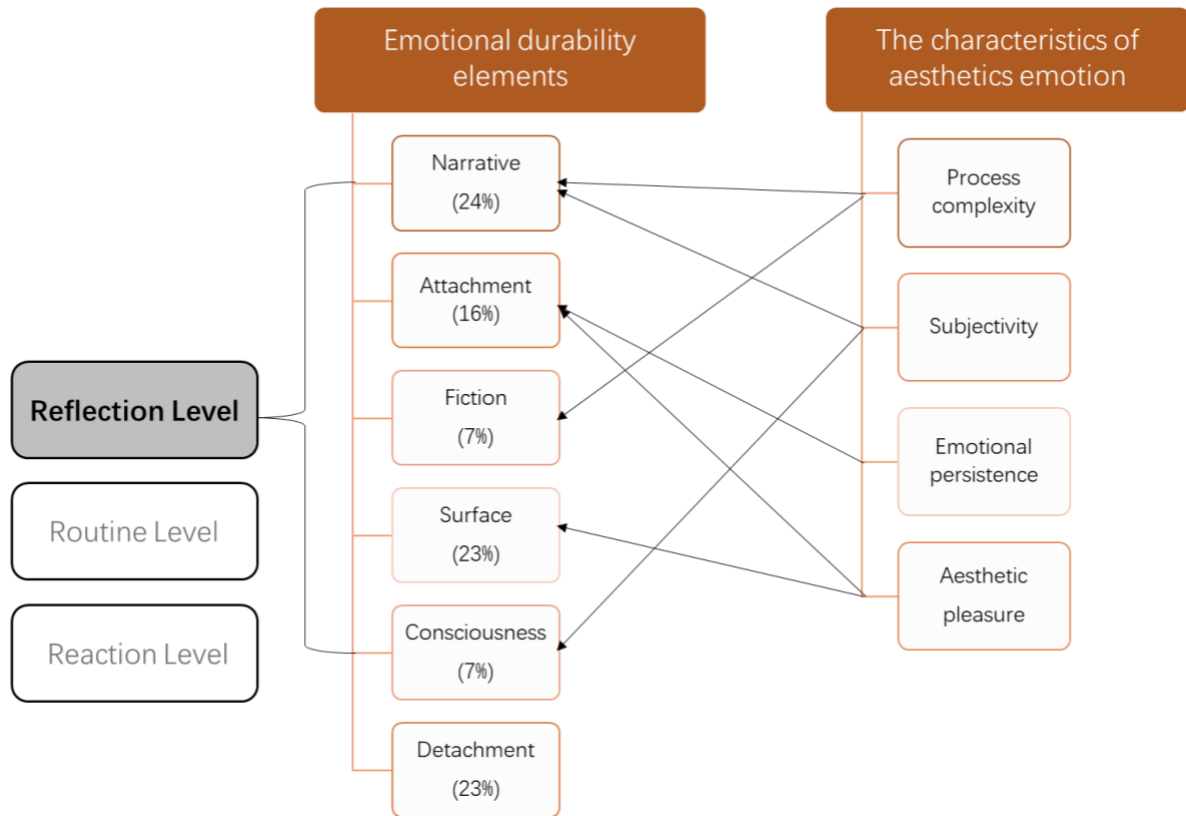 Emotional durability
elements
The characteristics of
aesthetics emotion
Narrative
(24%)
Attachment
(16%)
Fiction
(7%)
Surface
(23%)
Consciousness
(7%)
Detachment
(23%)
Process
complexity
Subjectivity
Emotional
persistence
Aesthetic
pleasure
Reflection Level
Routine Level
Reaction Level